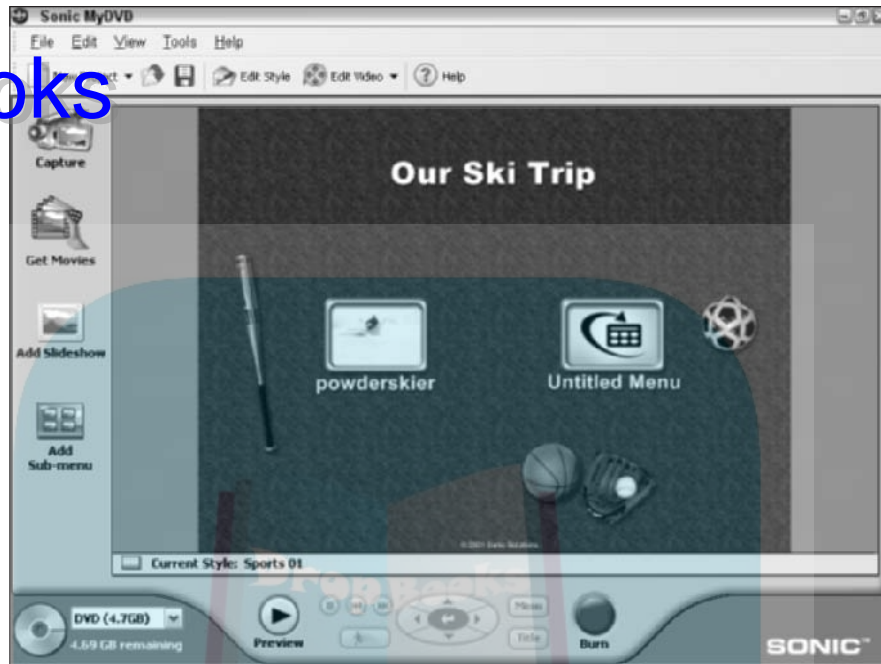 Sonic MyDVD
File Edit View Tools Help
Edit Style Edit Video Help
oks
Capture
Our Ski Trip
Get Movies
Add Slideshow
powderskier
Untitled Menu
Add
Sub-menu
Current Style: Sports 01
DropBooks
DVD (4.7GB)
4.69 GB remaining
Preview
Menu
Title
Burn
SONIC